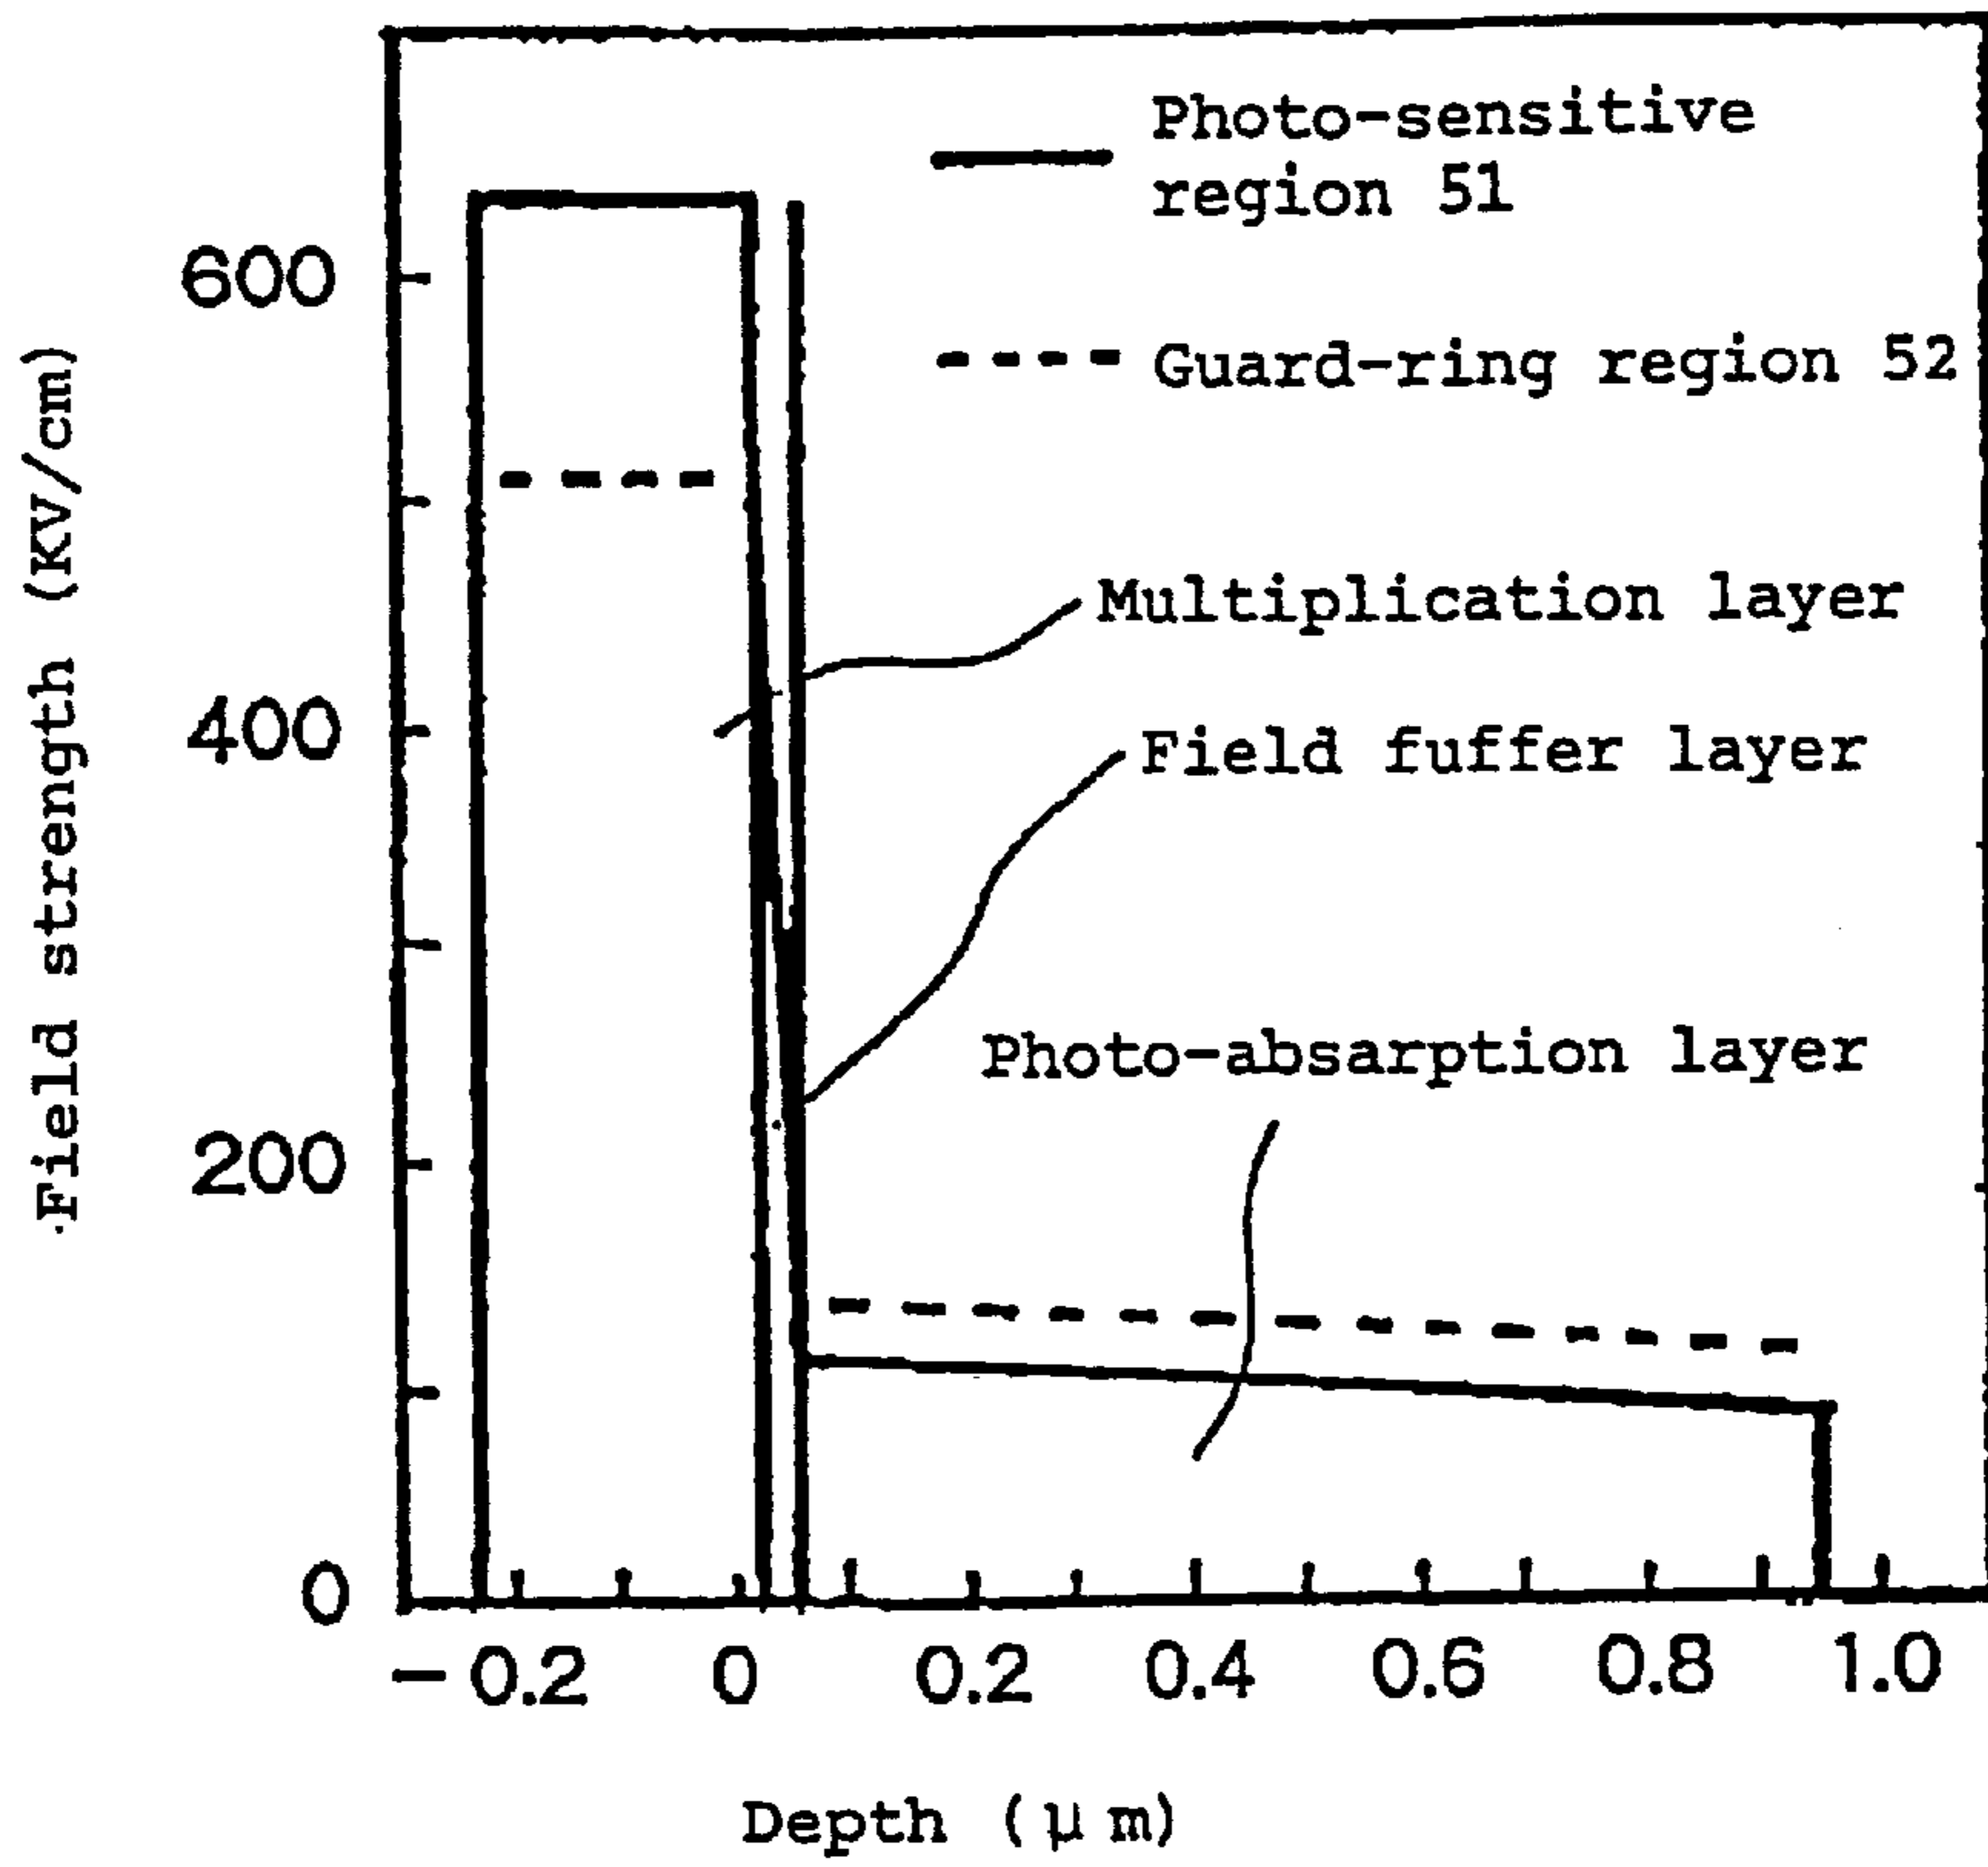 Photo-sensitive
region 51
600
Guard-ring region 52
Field strength (KV/cm)
Multiplication layer
400
Field fuffer layer
Photo-absarption layer
200
0
-0.2 0 0.2 0.4 0.6 0.8 1.0
Depth (μm)